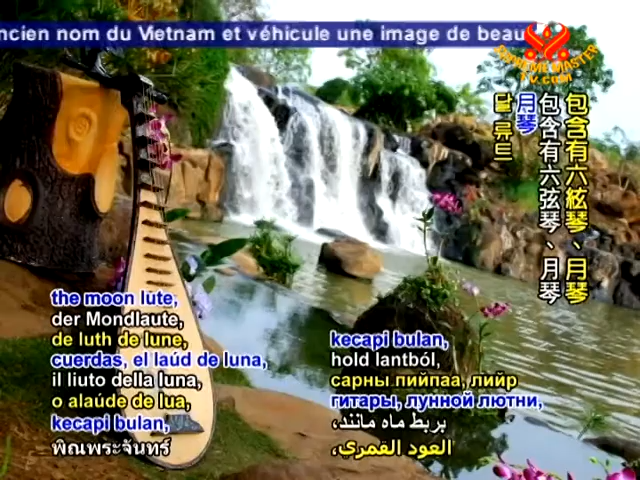 ncien nom du Vietnam et véhicule une image de beau
SUPREME MASTER
TV.COM
包含有六絃琴、月琴
包含有六弦琴、月琴
月琴
달 류트
the moon lute,
der Mondlaute,
de luth de lune,
cuerdas, el laúd de luna,
il liuto della luna,
o alaúde de lua,
kecapi bulan,
พิณพระจันทร์
kecapi bulan,
hold lantból,
сарны пийпаа, лийр
гитары, лунной лютни,
بربط ماه مانند،
العود القمري،